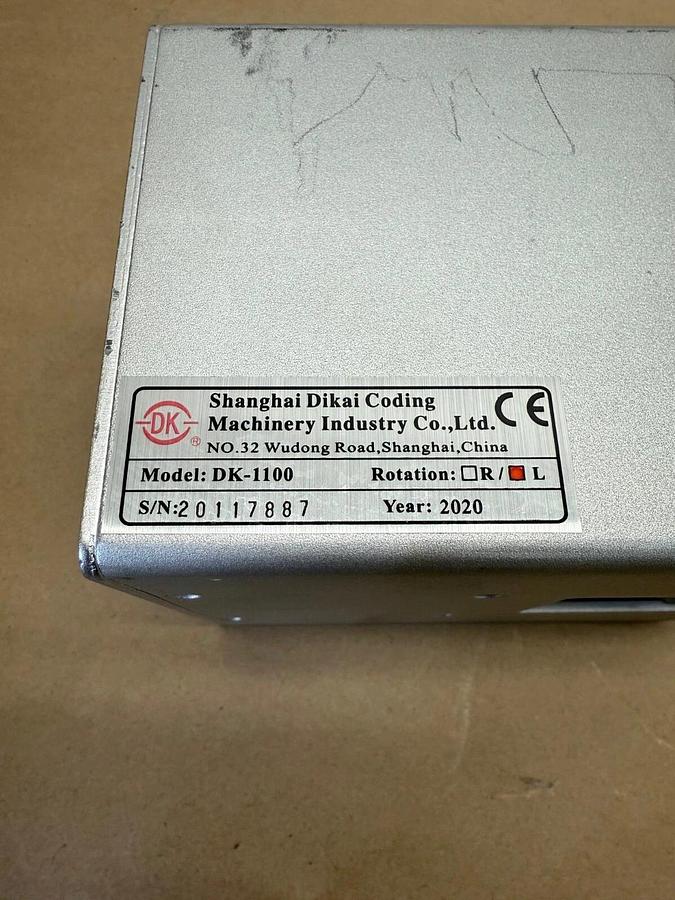 Shanghai Dikai Coding
Machinery Industry Co.,Ltd.
CE
DK
®
NO.32 Wudong Road,Shanghai,China
Model: DK-1100 Rotation: □R / ■ L
S/N:20117887 Year: 2020